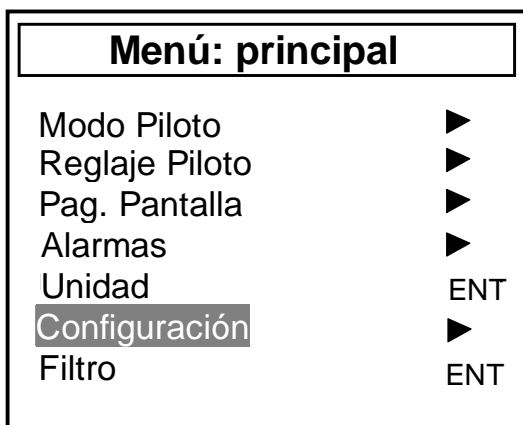 Menú: principal
Modo Piloto ▶
Reglaje Piloto ▶
Pag. Pantalla ▶
Alarmas ▶
Unidad ENT
Configuración ▶
Filtro ENT